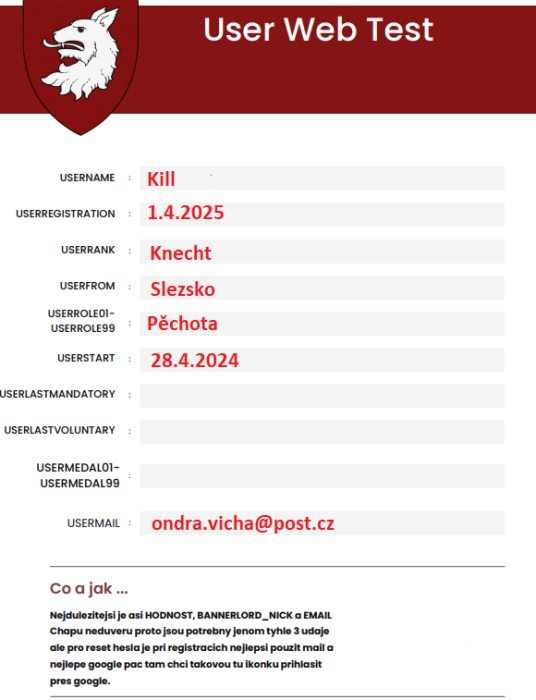 User Web Test
USERNAME : Kill
USERREGISTRATION : 1.4.2025
USERRANK : Knecht
USERFROM : Slezsko
USERROLE01-
USERROLE99 : Pěchota
USERSTART : 28.4.2024
USERLASTMANDATORY :
USERLASTVOLUNTARY :
USERMEDAL01-
USERMEDAL99 :
USERMAIL : ondra.vicha@post.cz
Co a jak ...
Nejdulezitejsi je asi HODNOST, BANNERLORD_NICK a EMAIL
Chapu neduveru proto jsou potrebny jenom tyhle 3 udaje
ale pro reset hesla je pri registracich nejlepsi pouzit mail a
nejlepe google pac tam chci takovou tu ikonku prihlasit
pres google.